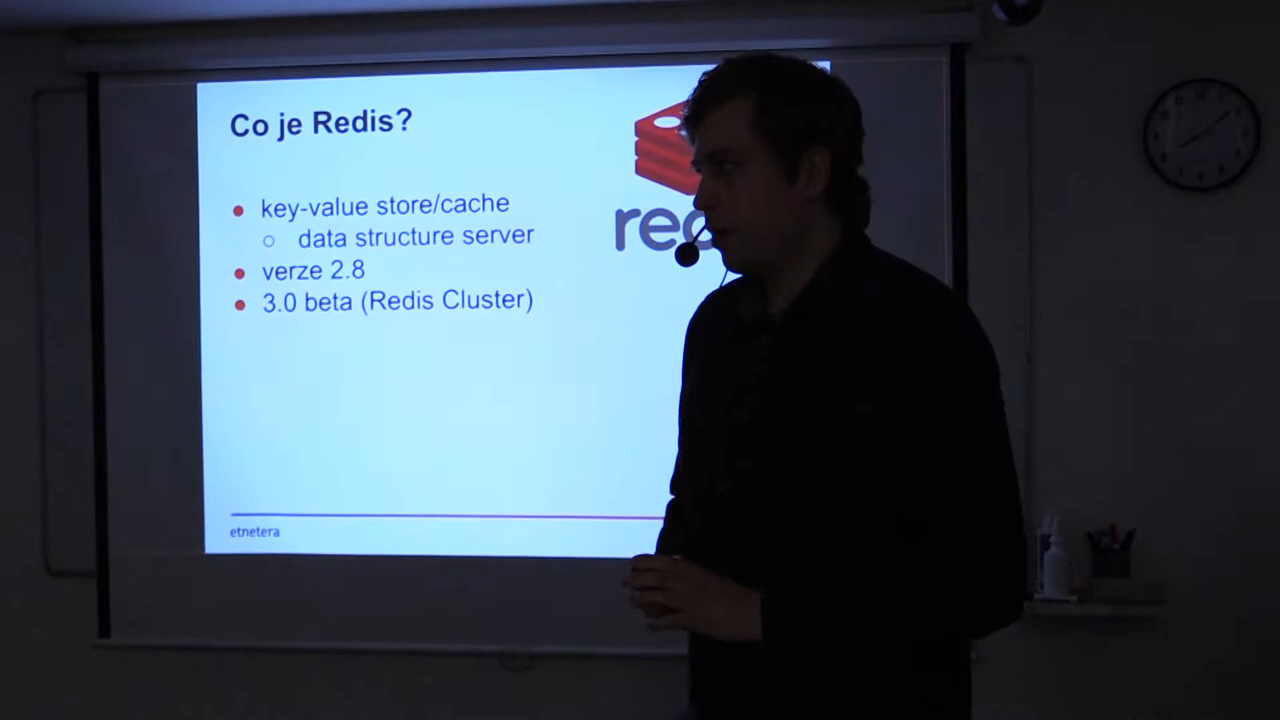 Co je Redis?
key-value store/cache
data structure server
verze 2.8
3.0 beta (Redis Cluster)
red
etnetera